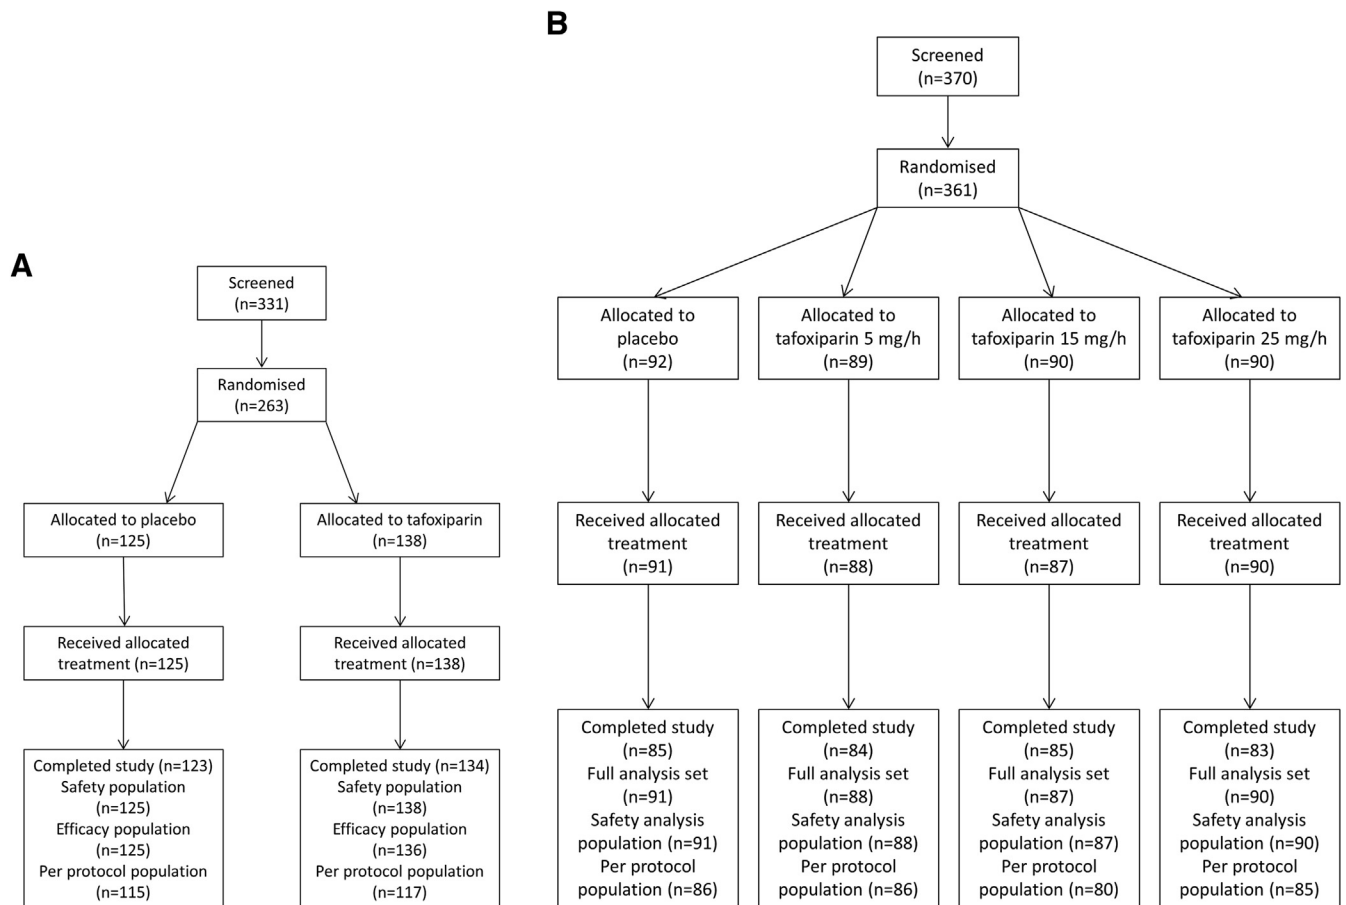 A
Screened
(n=331)
Randomised
(n=263)
Allocated to placebo
(n=125)
Allocated to tafoxiparin
(n=138)
Received allocated
treatment (n=125)
Received allocated
treatment (n=138)
Completed study (n=123)
Safety population
(n=125)
Efficacy population
(n=125)
Per protocol population
(n=115)
Completed study (n=134)
Safety population
(n=138)
Efficacy population
(n=136)
Per protocol population
(n=117)
B
Screened
(n=370)
Randomised
(n=361)
Allocated to
placebo
(n=92)
Allocated to
tafoxiparin 5 mg/h
(n=89)
Allocated to
tafoxiparin 15 mg/h
(n=90)
Allocated to
tafoxiparin 25 mg/h
(n=90)
Received allocated
treatment
(n=91)
Received allocated
treatment
(n=88)
Received allocated
treatment
(n=87)
Received allocated
treatment
(n=90)
Completed study
(n=85)
Full analysis set
(n=91)
Safety analysis
population (n=91)
Per protocol
population (n=86)
Completed study
(n=84)
Full analysis set
(n=88)
Safety analysis
population (n=88)
Per protocol
population (n=86)
Completed study
(n=85)
Full analysis set
(n=87)
Safety analysis
population (n=87)
Per protocol
population (n=80)
Completed study
(n=83)
Full analysis set
(n=90)
Safety analysis
population (n=90)
Per protocol
population (n=85)